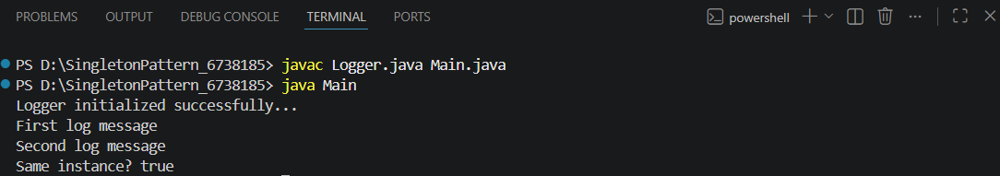 PROBLEMS OUTPUT DEBUG CONSOLE TERMINAL PORTS powershell
PS D:\SingletonPattern_6738185> javac Logger.java Main.java
PS D:\SingletonPattern_6738185> java Main
Logger initialized successfully...
First log message
Second log message
Same instance? true